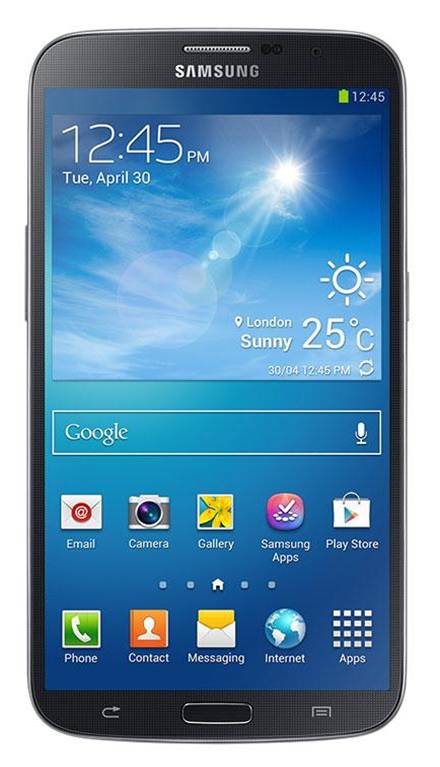 SAMSUNG
12:45
12:45 PM
Tue, April 30
London
Sunny 25°C
30/04 12:45 PM
Google
Email Camera Gallery Samsung Apps Play Store
Phone Contact Messaging Internet Apps